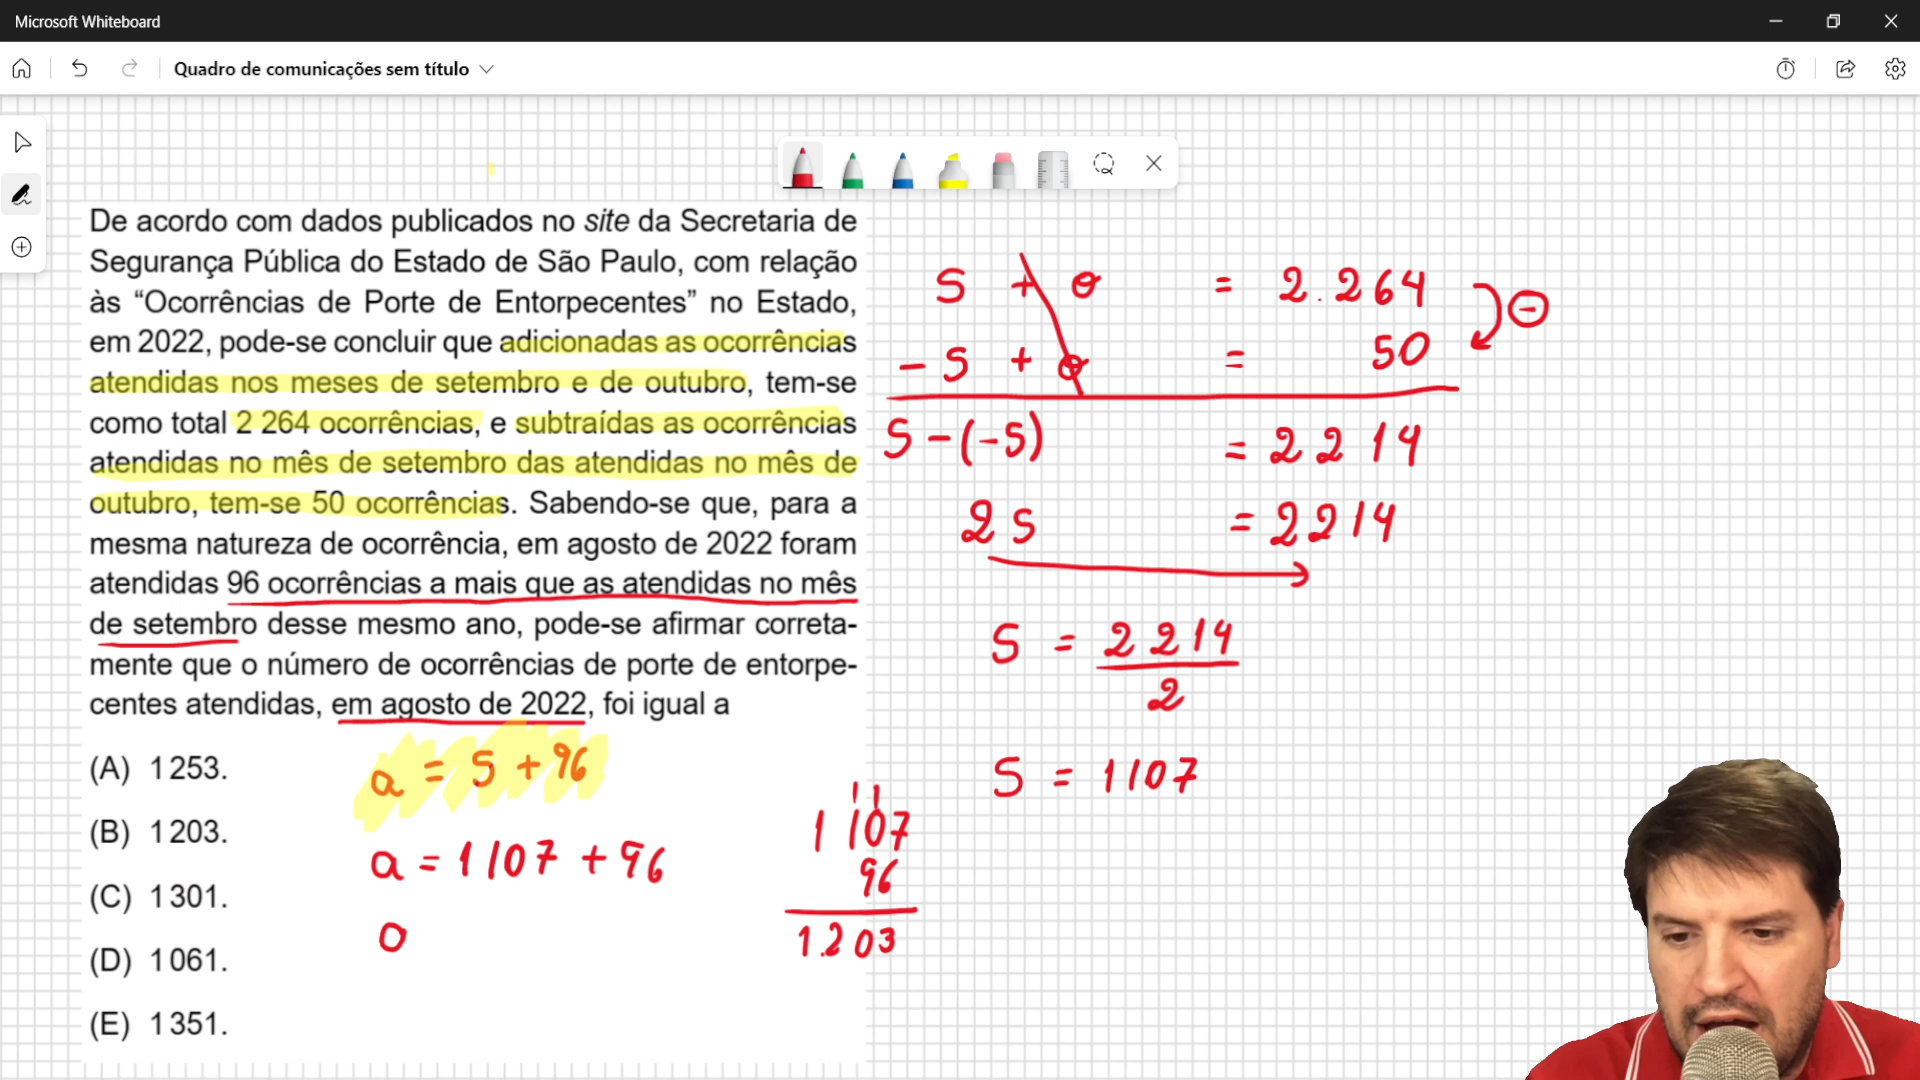 Microsoft Whiteboard
Quadro de comunicações sem título
De acordo com dados publicados no site da Secretaria de
Segurança Pública do Estado de São Paulo, com relação
às “Ocorrências de Porte de Entorpecentes” no Estado,
em 2022, pode-se concluir que adicionadas as ocorrências
atendidas nos meses de setembro e de outubro, tem-se
como total 2 264 ocorrências, e subtraídas as ocorrências
atendidas no mês de setembro das atendidas no mês de
outubro, tem-se 50 ocorrências. Sabendo-se que, para a
mesma natureza de ocorrência, em agosto de 2022 foram
atendidas 96 ocorrências a mais que as atendidas no mês
de setembro desse mesmo ano, pode-se afirmar correta-
mente que o número de ocorrências de porte de entorpe-
centes atendidas, em agosto de 2022, foi igual a
(A) 1 253.
(B) 1 203.
(C) 1 301.
(D) 1 061.
(E) 1 351.
a = S + 96
a = 1107 + 96
0
11
1107
96
1.203
S + o = 2.264
- S + o = 50
-
S - (-S) = 2214
2S = 2214
S = 2214
2
S = 1107